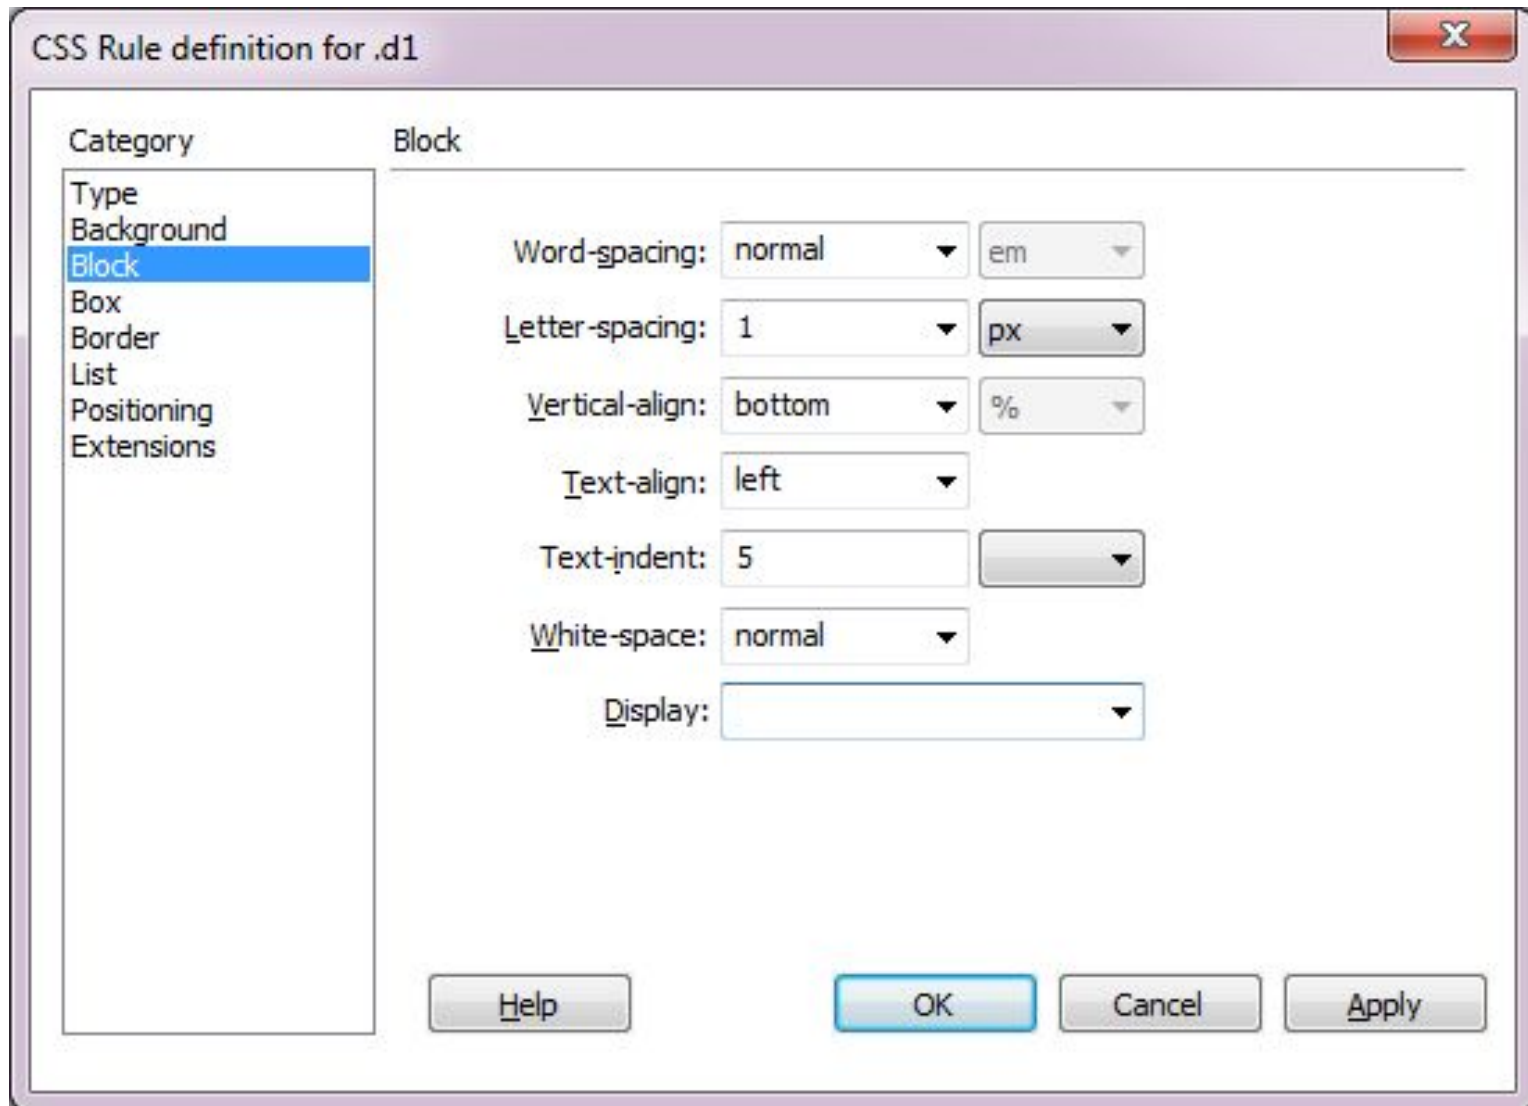 CSS Rule definition for .d1
Category
Type
Background
Block
Box
Border
List
Positioning
Extensions
Block
Word-spacing: normal em
Letter-spacing: 1 px
Vertical-align: bottom %
Text-align: left
Text-indent: 5
White-space: normal
Display:
Help OK Cancel Apply